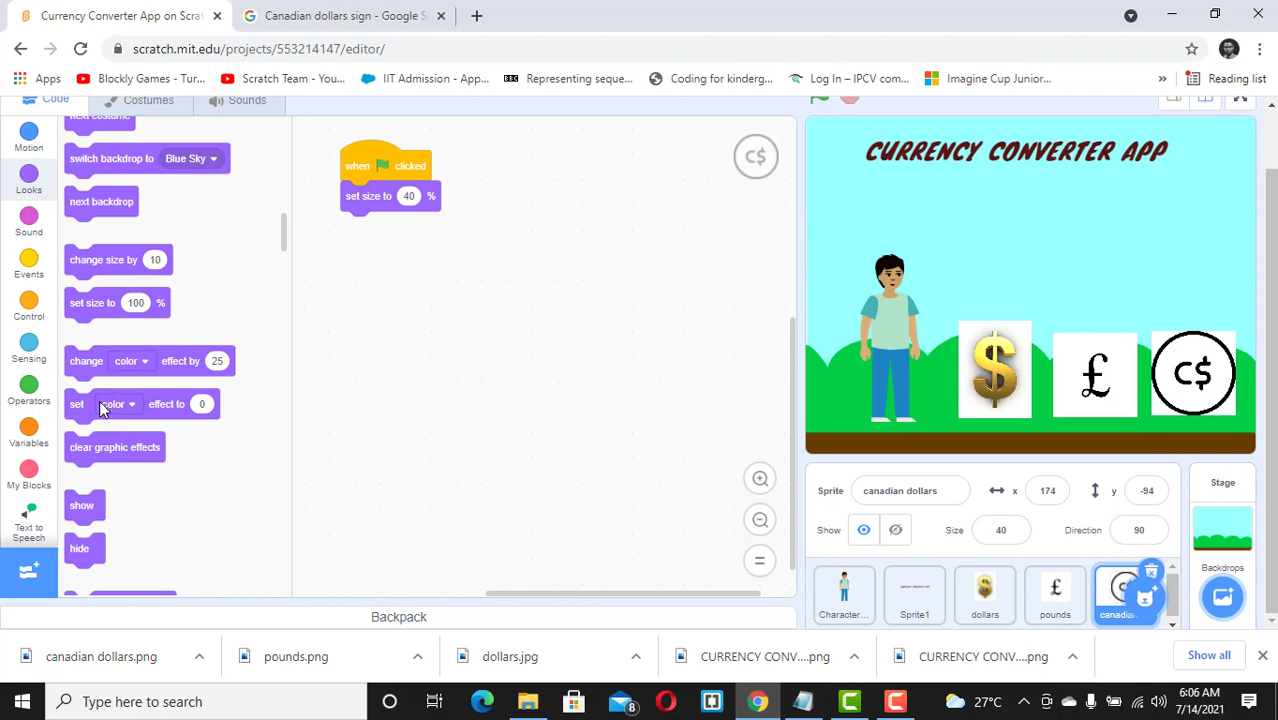 Currency Converter App on Scrat
Canadian dollars sign - Google S
scratch.mit.edu/projects/553214147/editor/
Apps
Blockly Games - Tur...
Scratch Team - You...
IIT Admission - App...
Representing seque...
Coding for kinderg...
Log In – IPCV com...
Imagine Cup Junior...
»
Reading list
Code
Costumes
Sounds
Motion
Looks
Sound
Events
Control
Sensing
Operators
Variables
My Blocks
Text to
Speech
next costume
switch backdrop to Blue Sky
next backdrop
change size by 10
set size to 100 %
change color effect by 25
set color effect to 0
clear graphic effects
show
hide
when clicked
set size to 40 %
C$
CURRENCY CONVERTER APP
$
£
C$
Sprite canadian dollars x 174 y -94
Show Size 40 Direction 90
Character...
Sprite1
dollars
pounds
£
canadian
Stage
Backdrops
Backpack
canadian dollars.png
pounds.png
dollars.jpg
CURRENCY CONV....png
CURRENCY CONV....png
Show all
Type here to search
8
27°C
6:06 AM
7/14/2021